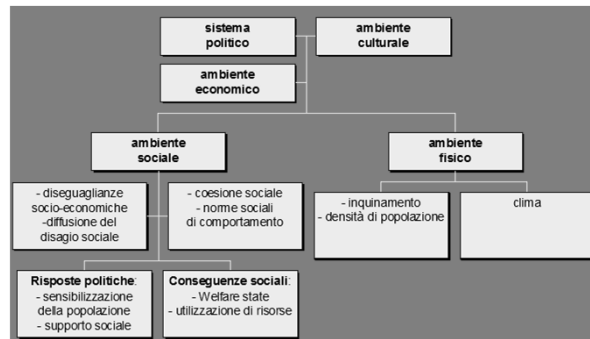 sistema
politico
ambiente
culturale
ambiente
economico
ambiente
sociale
ambiente
fisico
- diseguaglianze
socio-economiche
-diffusione del
disagio sociale
- coesione sociale
- norme sociali
di comportamento
- inquinamento
- densità di popolazione
clima
Risposte politiche:
- sensibilizzazione
della popolazione
- supporto sociale
Conseguenze sociali:
- Welfare state
- utilizzazione di risorse